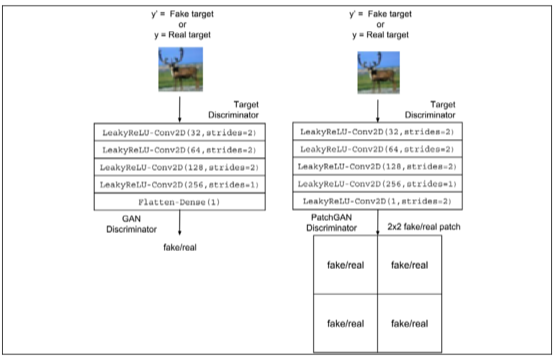 y' = Fake target
or
y = Real target
Target
Discriminator
LeakyReLU-Conv2D(32,strides=2)
LeakyReLU-Conv2D(64,strides=2)
LeakyReLU-Conv2D(128,strides=2)
LeakyReLU-Conv2D(256,strides=1)
Flatten-Dense(1)
GAN
Discriminator
fake/real
y' = Fake target
or
y = Real target
Target
Discriminator
LeakyReLU-Conv2D(32,strides=2)
LeakyReLU-Conv2D(64,strides=2)
LeakyReLU-Conv2D(128,strides=2)
LeakyReLU-Conv2D(256,strides=1)
LeakyReLU-Conv2D(1,strides=2)
PatchGAN
Discriminator
2x2 fake/real patch
fake/real fake/real
fake/real fake/real